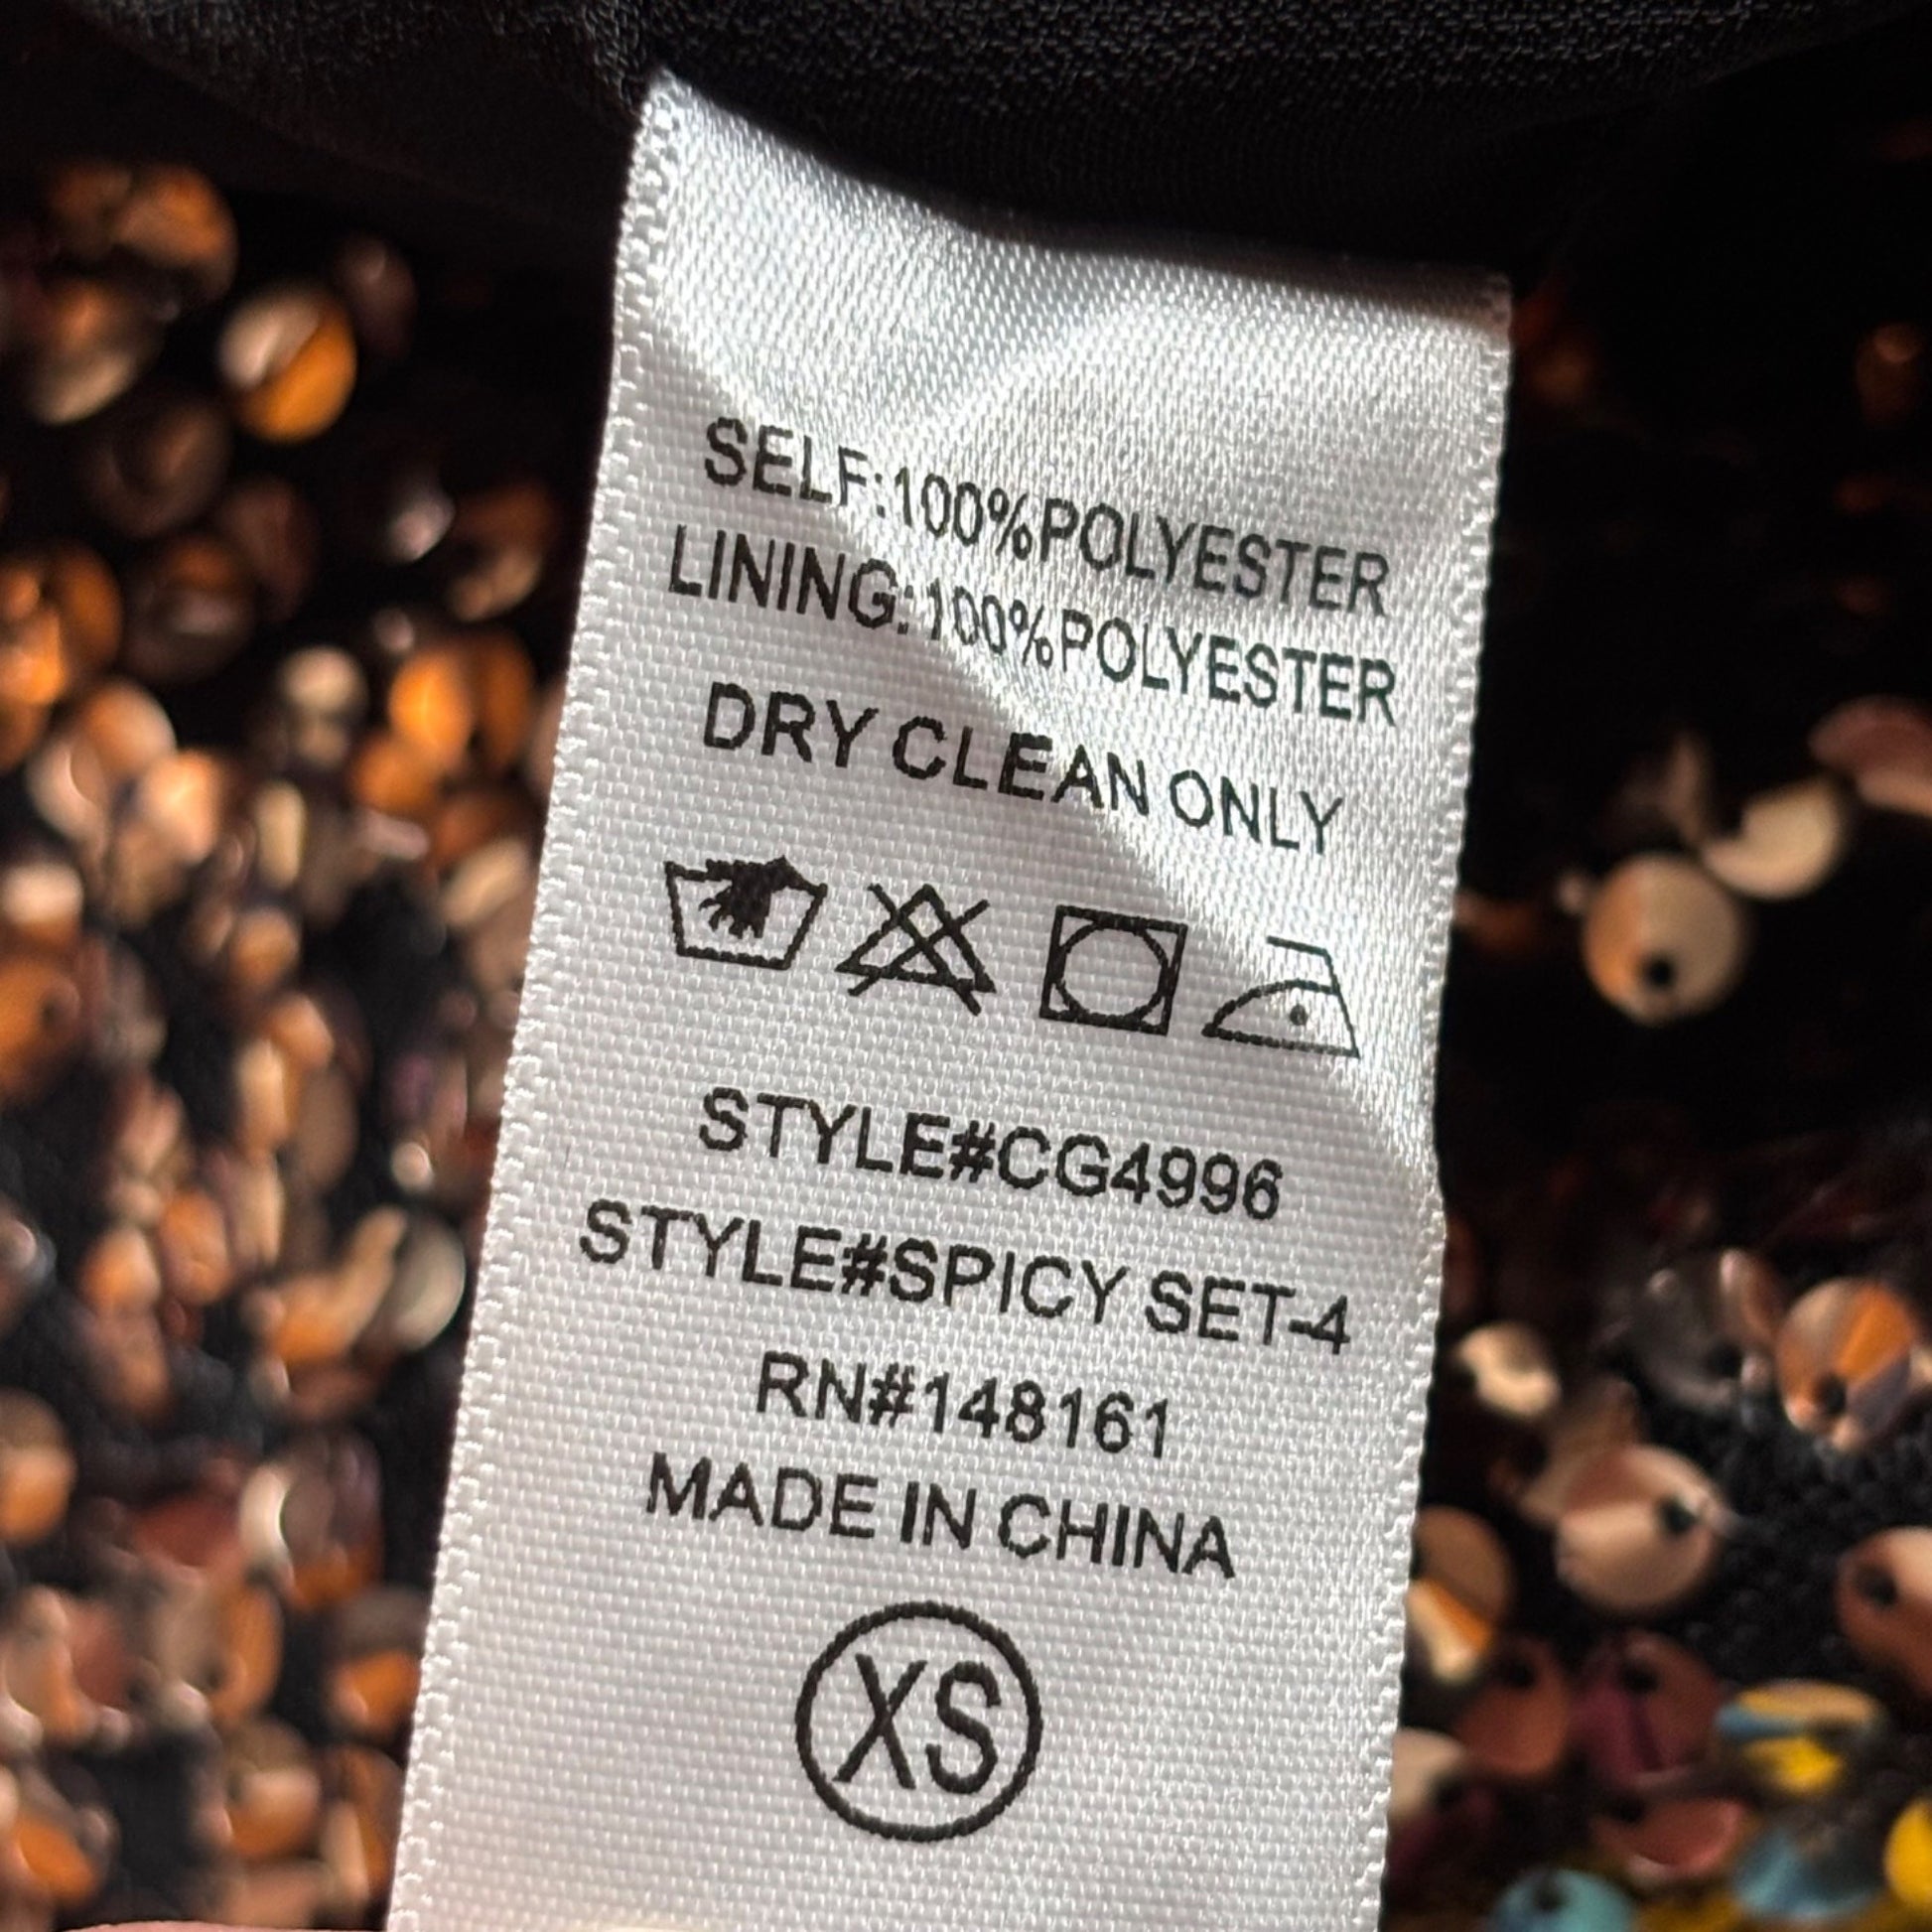 SELF:100%POLYESTER
LINING:100%POLYESTER
DRY CLEAN ONLY
STYLE#CG4996
STYLE#SPICY SET-4
RN#148161
MADE IN CHINA
XS